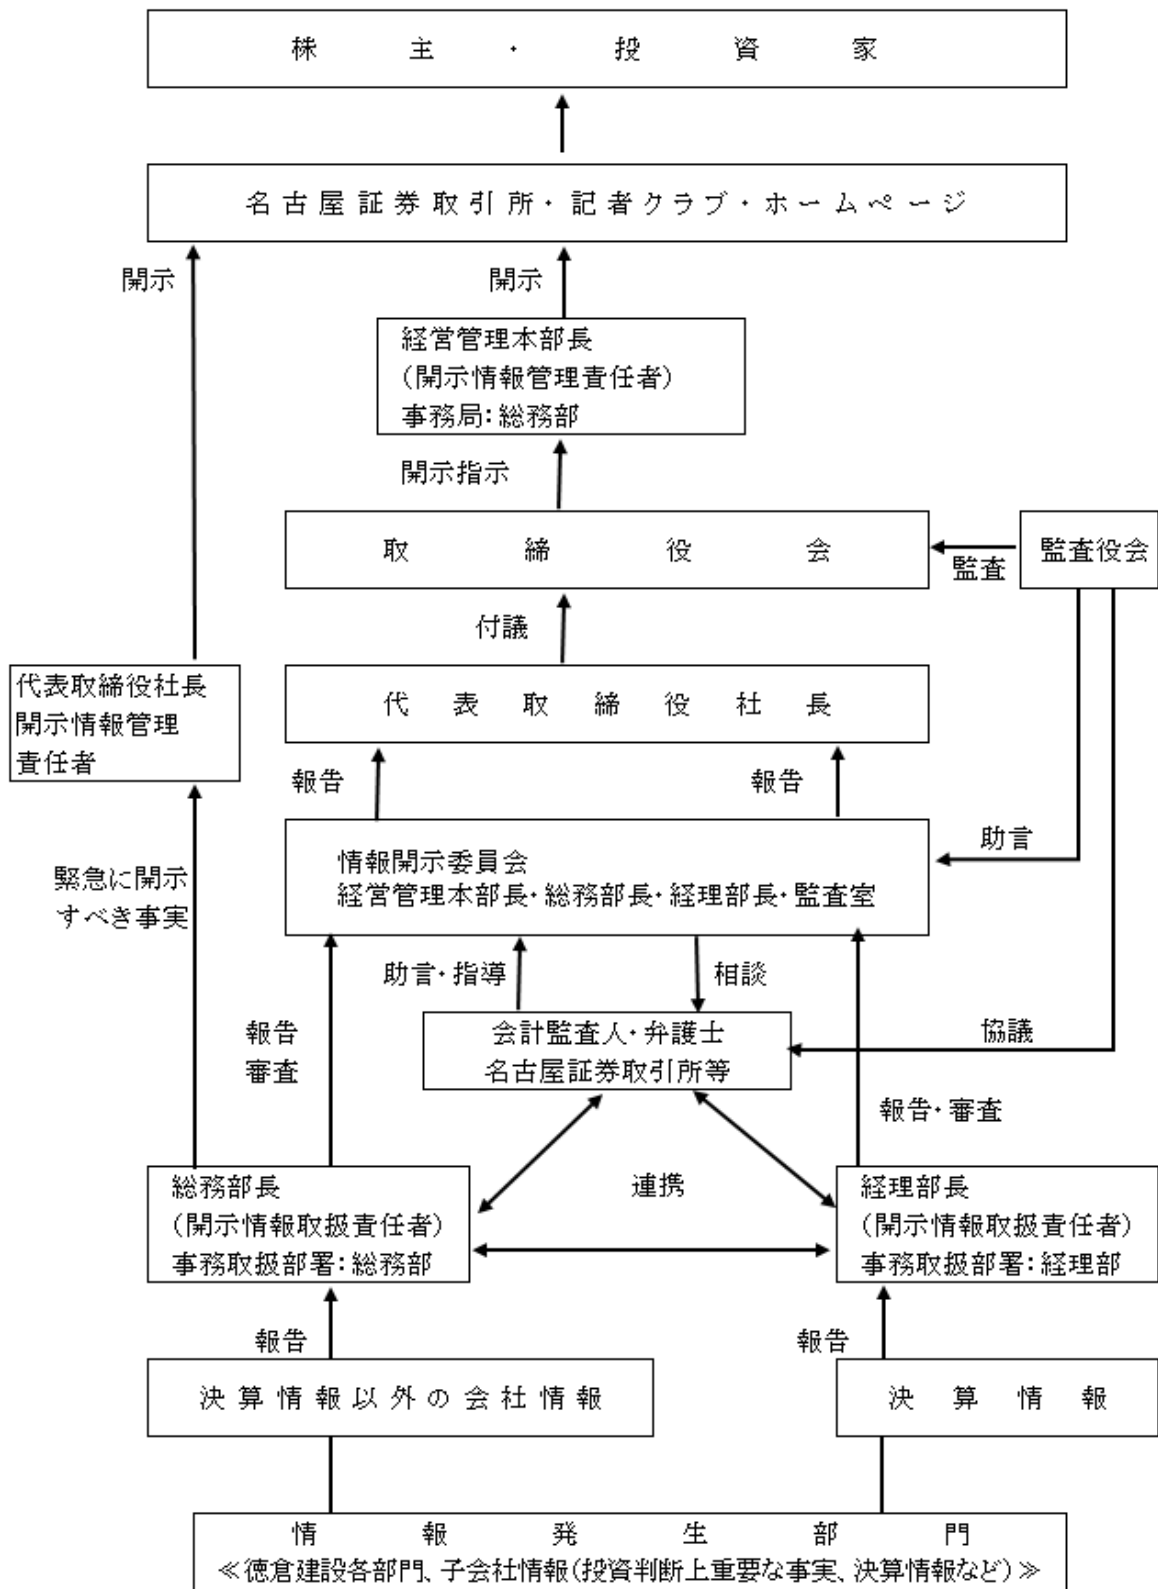 株主・投資家
名古屋証券取引所・記者クラブ・ホームページ
開示
開示
経営管理本部長
(開示情報管理責任者)
事務局:総務部
開示指示
取締役会
監査役会
監査
付議
代表取締役社長
開示情報管理
責任者
代表取締役社長
報告
報告
情報開示委員会
経営管理本部長・総務部長・経理部長・監査室
助言
緊急に開示
すべき事実
助言・指導
相談
会計監査人・弁護士
名古屋証券取引所等
協議
報告
審査
報告・審査
連携
総務部長
(開示情報取扱責任者)
事務取扱部署:総務部
経理部長
(開示情報取扱責任者)
事務取扱部署:経理部
報告
報告
決算情報以外の会社情報
決算情報
情報発生部門
≪徳倉建設各部門、子会社情報(投資判断上重要な事実、決算情報など)≫